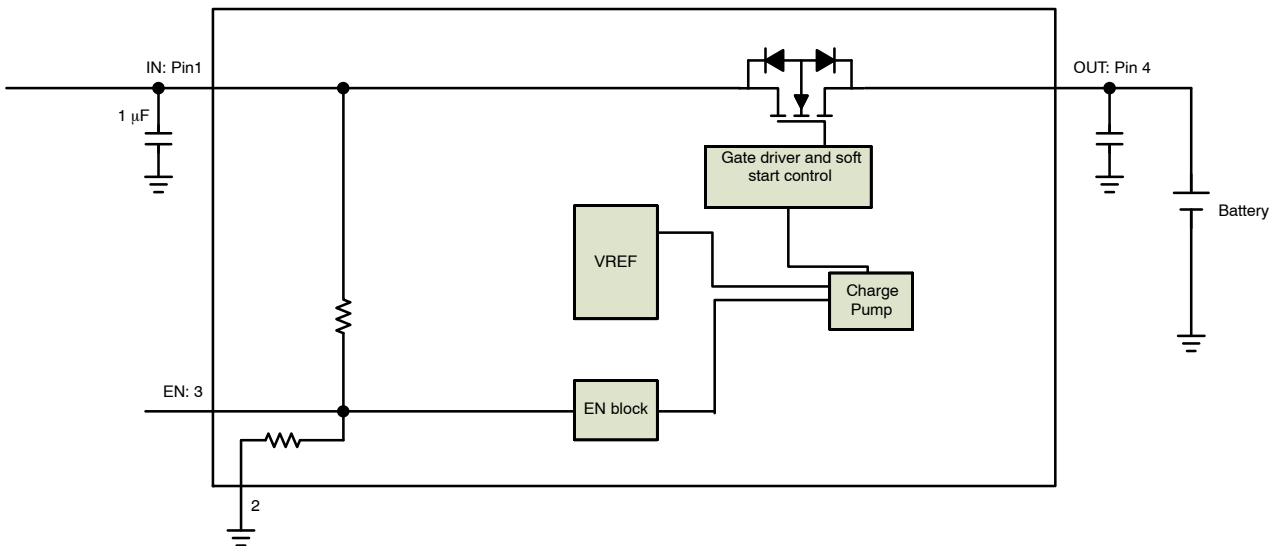 IN: Pin1
OUT: Pin 4
1 μF
Gate driver and soft
start control
VREF
Battery
Charge
Pump
EN: 3
EN block
2